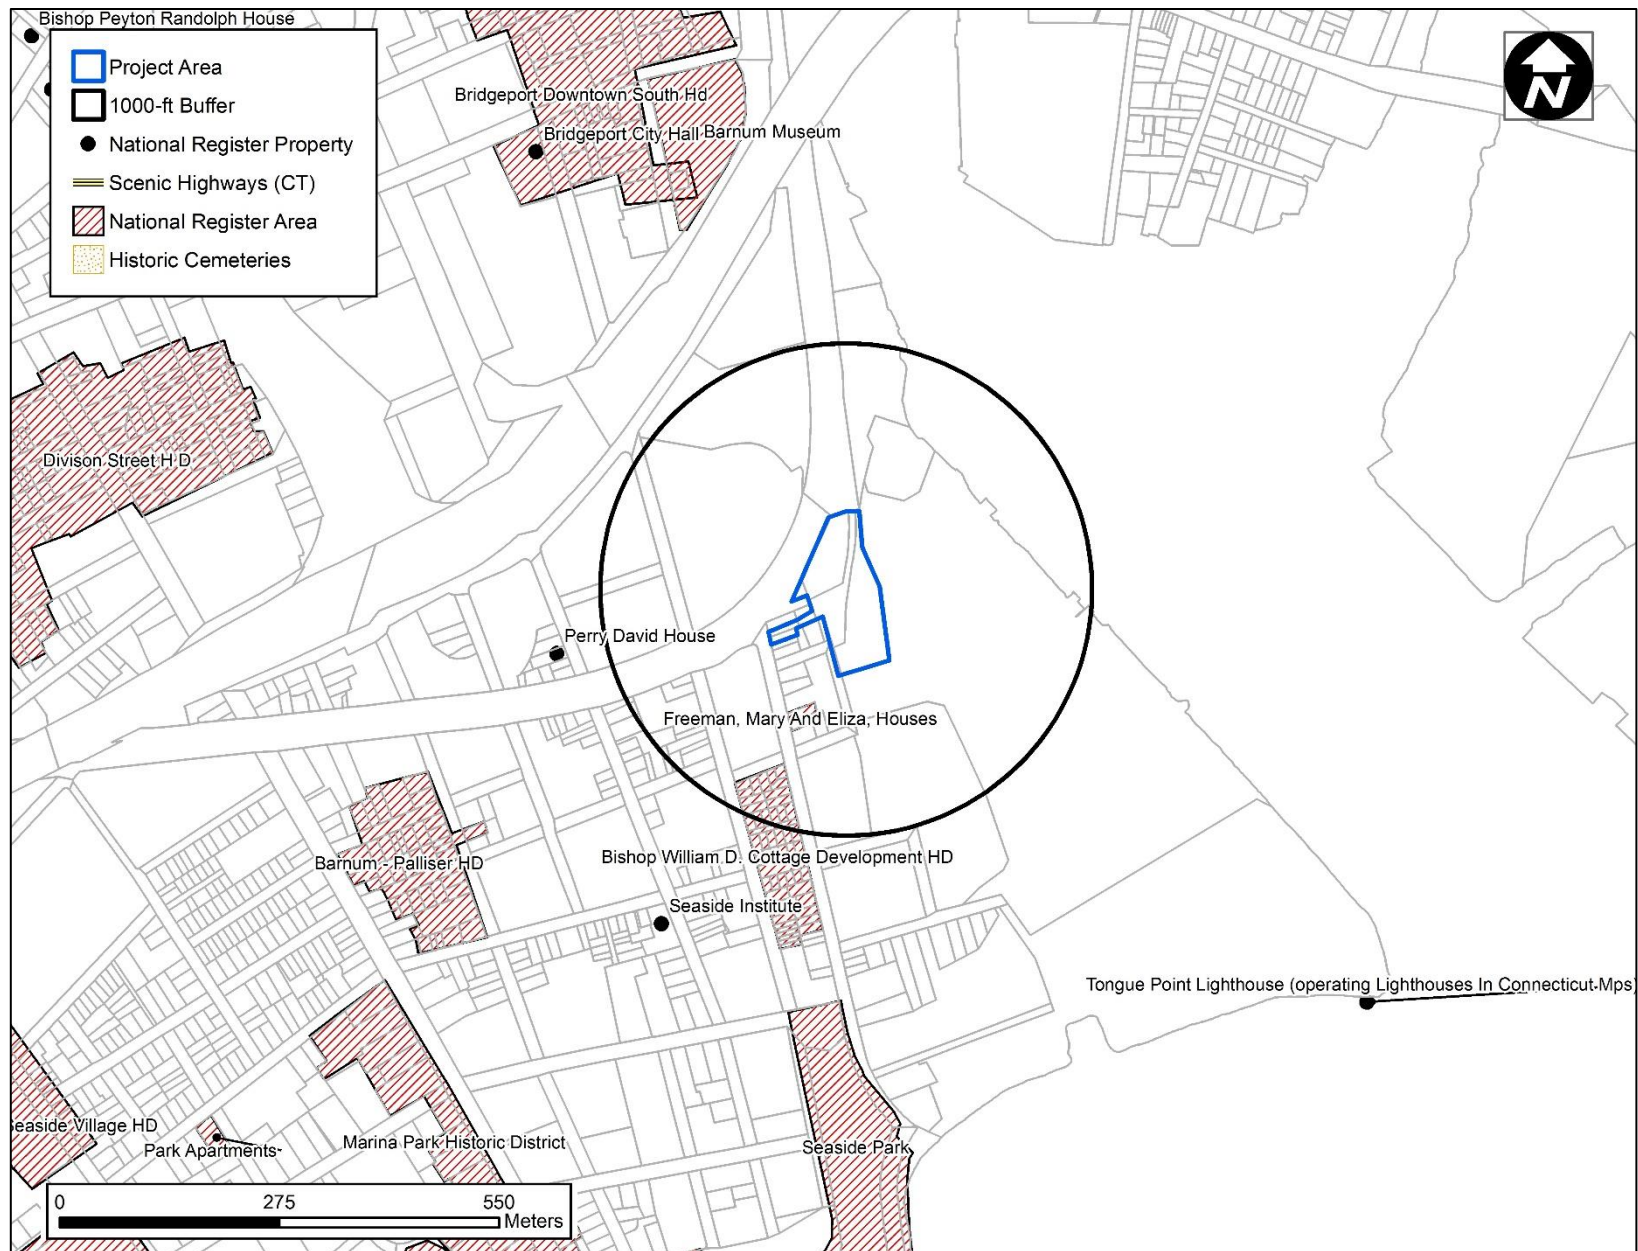 Bishop Peyton Randolph House
Project Area
1000-ft Buffer
National Register Property
Scenic Highways (CT)
National Register Area
Historic Cemeteries
N
Bridgeport Downtown South Hd
Bridgeport City Hall
Barnum Museum
Divison Street H D
Perry David House
Freeman, Mary And Eliza, Houses
Barnum - Palliser HD
Bishop William D. Cottage Development HD
Seaside Institute
Tongue Point Lighthouse (operating Lighthouses In Connecticut Mps)
Seaside Village HD
Park Apartments
Marina Park Historic District
Seaside Park
0 275 550
Meters